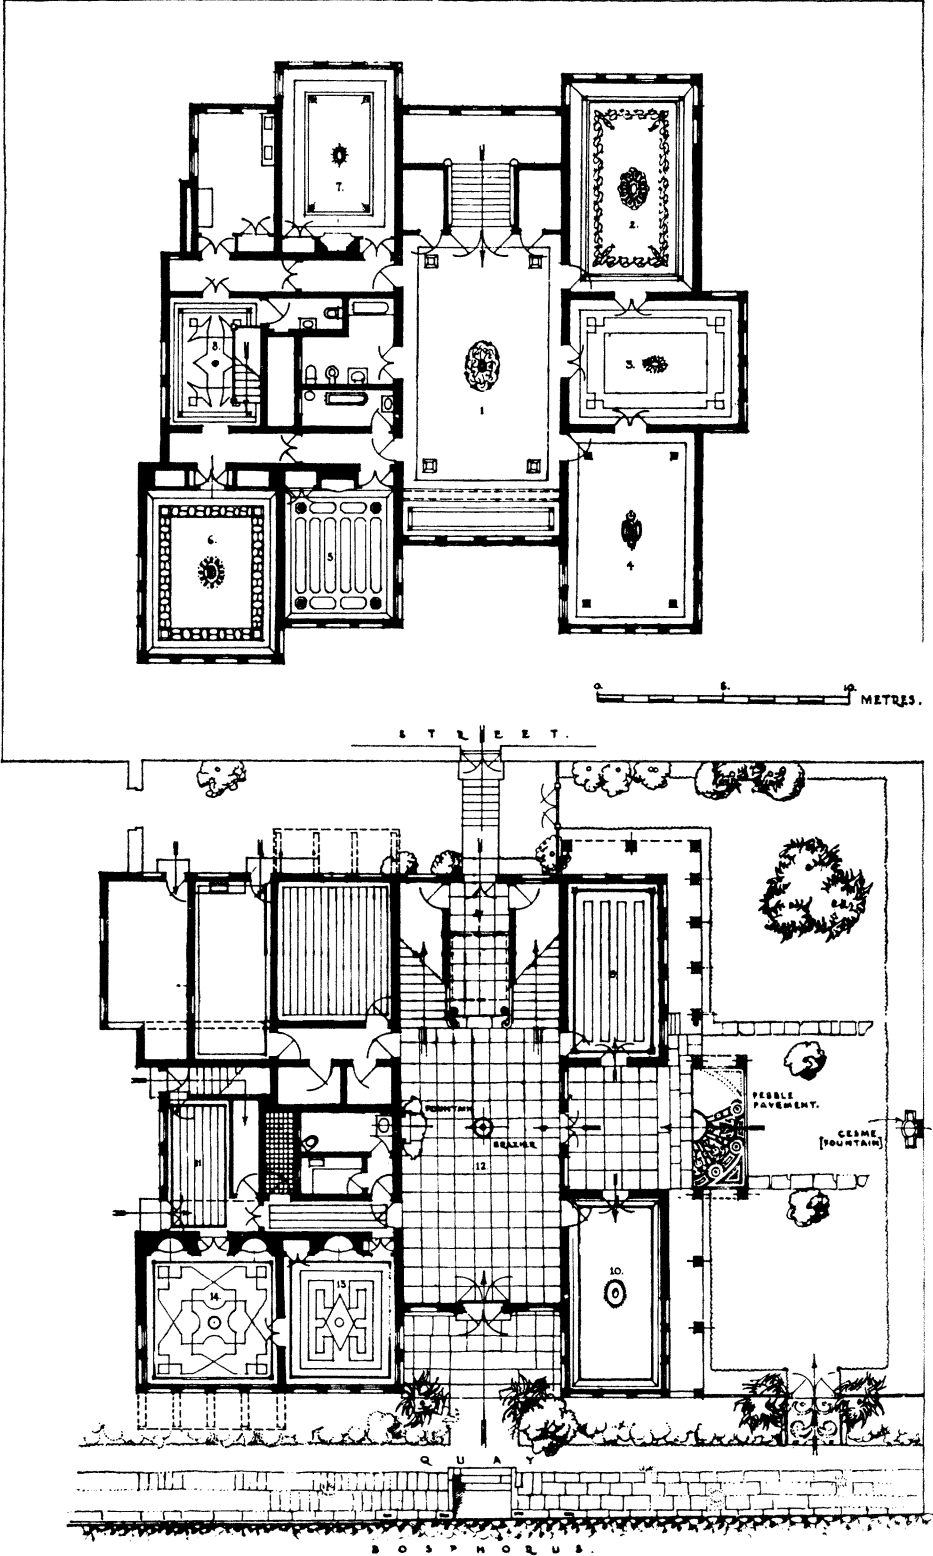 7.
2.
8.
3.
1
6.
5.
4
0. 5. 10.
METRES.
STREET.
9
PEBBLE
PAVEMENT.
FOUNTAIN
BRAZIER
CESME
[FOUNTAIN]
11
12.
10.
14.
13
QUAY
BOSPHORUS.